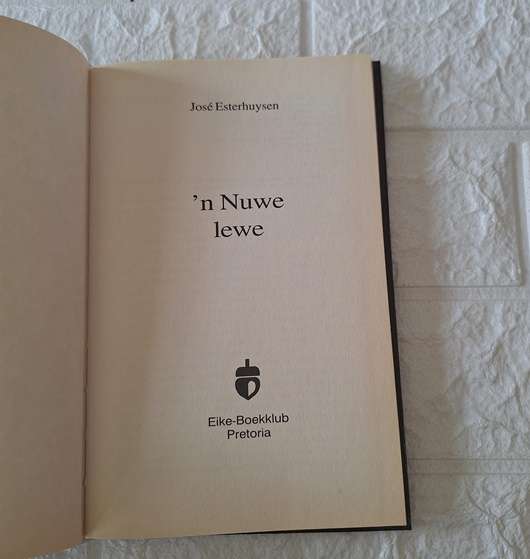 José Esterhuysen
’n Nuwe
lewe
Eike-Boekklub
Pretoria